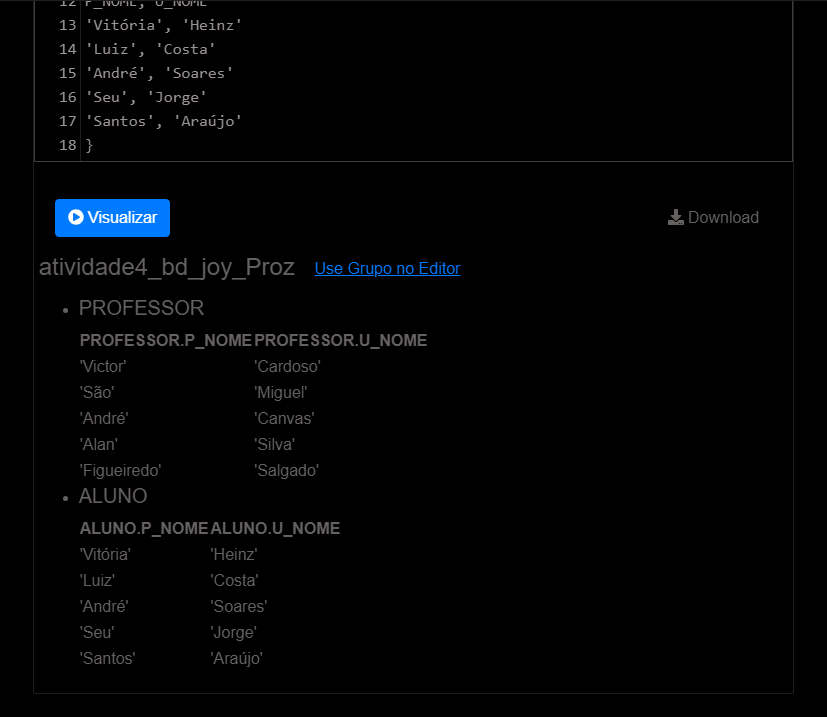 12 P_NOME, U_NOME
13 'Vitória', 'Heinz'
14 'Luiz', 'Costa'
15 'André', 'Soares'
16 'Seu', 'Jorge'
17 'Santos', 'Araújo'
18 }
Visualizar Download
atividade4_bd_joy_Proz Use Grupo no Editor
PROFESSOR
PROFESSOR.P_NOME PROFESSOR.U_NOME
'Victor' 'Cardoso'
'São' 'Miguel'
'André' 'Canvas'
'Alan' 'Silva'
'Figueiredo' 'Salgado'
ALUNO
ALUNO.P_NOME ALUNO.U_NOME
'Vitória' 'Heinz'
'Luiz' 'Costa'
'André' 'Soares'
'Seu' 'Jorge'
'Santos' 'Araújo'